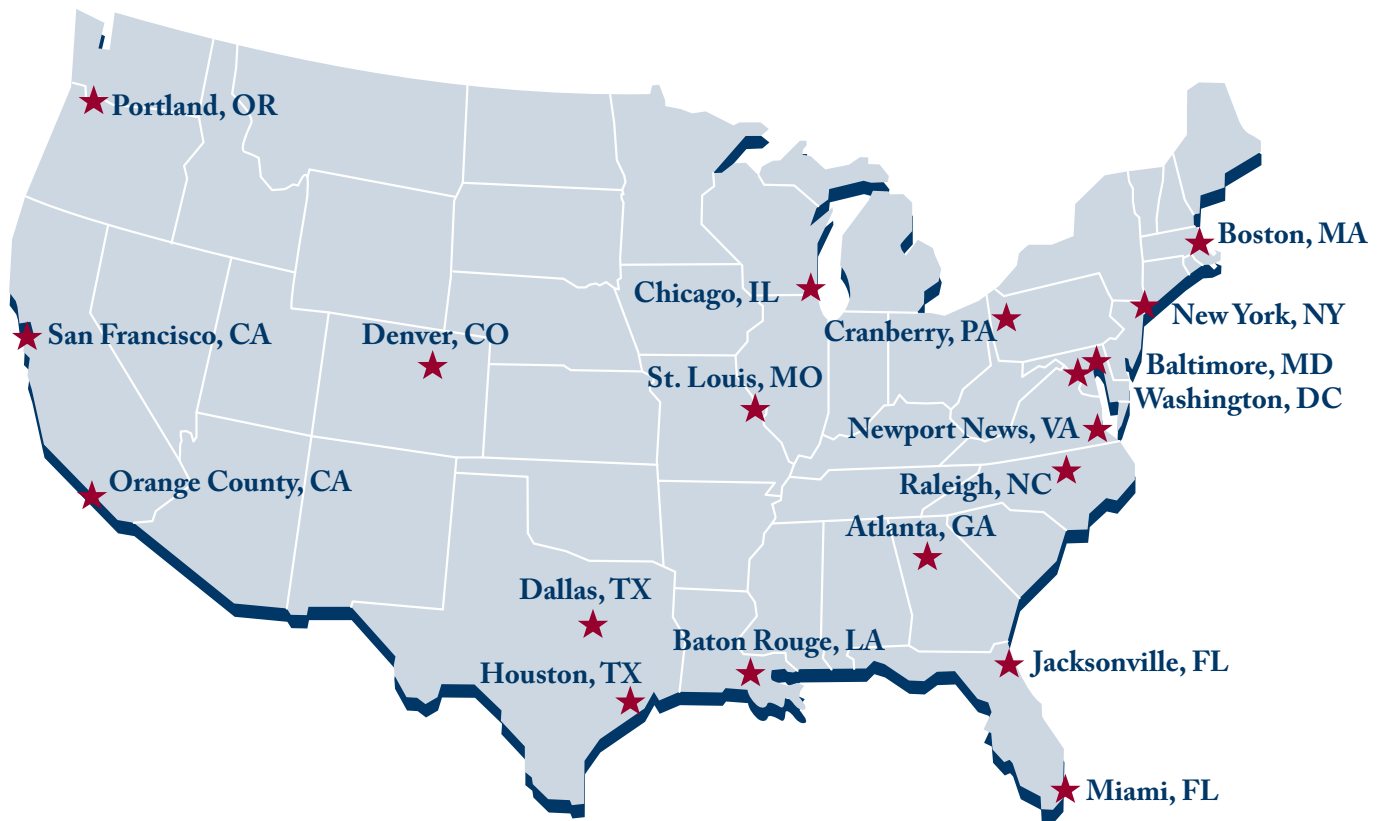 Portland, OR
Boston, MA
Chicago, IL
New York, NY
Cranberry, PA
San Francisco, CA
Denver, CO
Baltimore, MD
St. Louis, MO
Washington, DC
Newport News, VA
Orange County, CA
Raleigh, NC
Atlanta, GA
Dallas, TX
Baton Rouge, LA
Jacksonville, FL
Houston, TX
Miami, FL